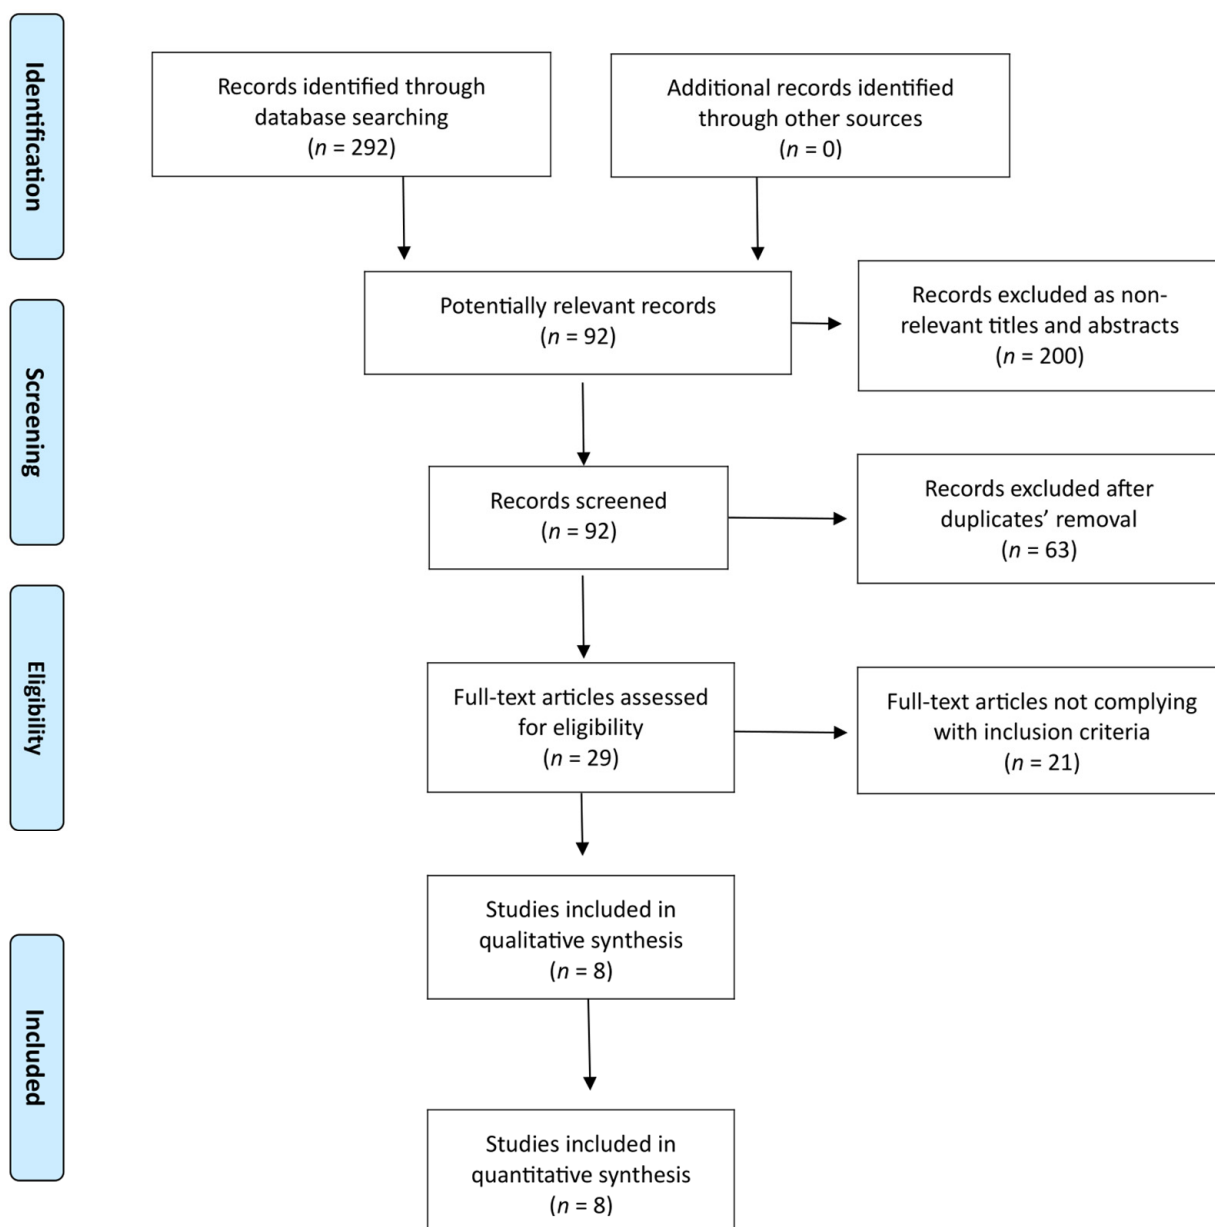 Identification
Records identified through
database searching
(n = 292)
Additional records identified
through other sources
(n = 0)
Potentially relevant records
(n = 92)
Records excluded as non-
relevant titles and abstracts
(n = 200)
Screening
Records screened
(n = 92)
Records excluded after
duplicates’ removal
(n = 63)
Eligibility
Full-text articles assessed
for eligibility
(n = 29)
Full-text articles not complying
with inclusion criteria
(n = 21)
Included
Studies included in
qualitative synthesis
(n = 8)
Studies included in
quantitative synthesis
(n = 8)